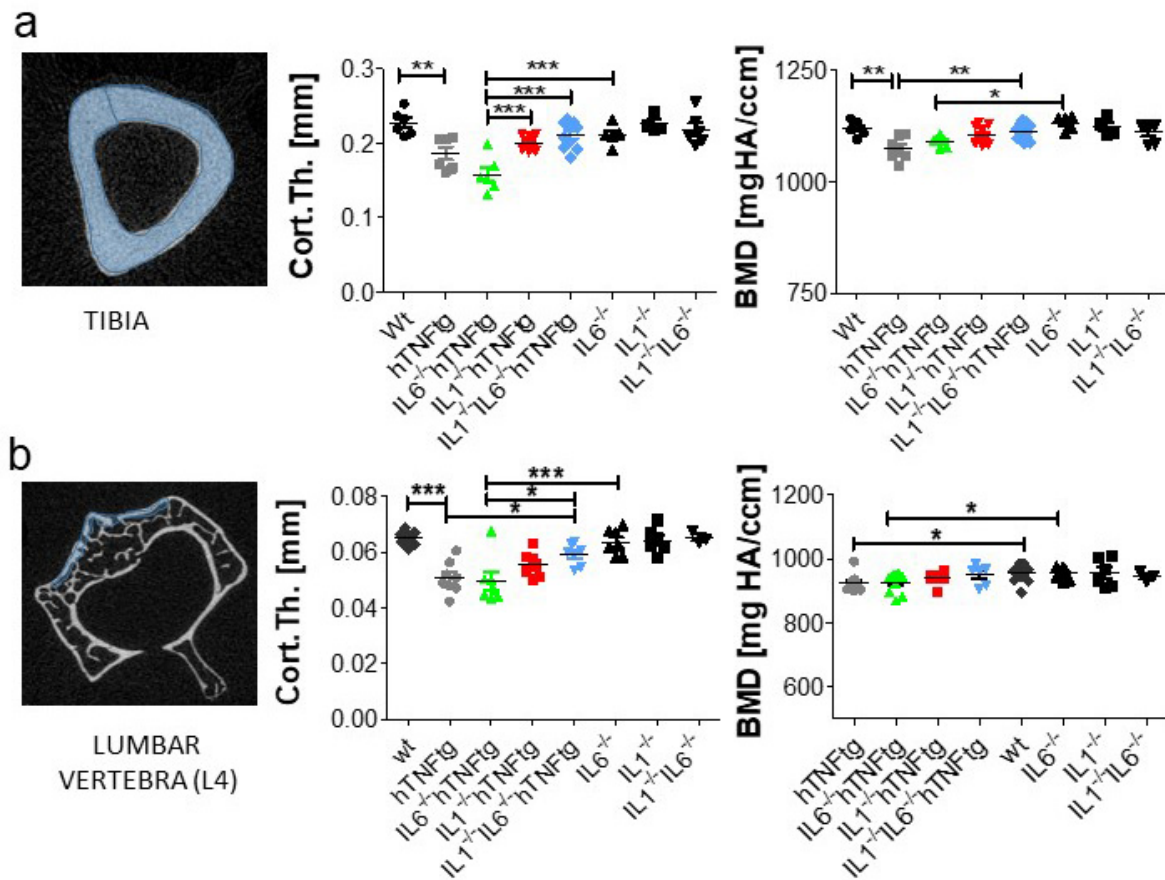 a
TIBIA
Cort.Th. [mm]
0.3
0.2
0.1
0.0
**
***
***
***
Wt
hTNFtg
IL6-/-hTNFtg
IL1-/-hTNFtg
IL1-/-IL6-/-hTNFtg
IL6-/-
IL1-/-
IL1-/-IL6-/-
BMD [mgHA/ccm]
1250
1000
750
**
**
*
Wt
hTNFtg
IL6-/-hTNFtg
IL1-/-hTNFtg
IL1-/-IL6-/-hTNFtg
IL6-/-
IL1-/-
IL1-/-IL6-/-
b
LUMBAR
VERTEBRA (L4)
Cort.Th. [mm]
0.08
0.06
0.04
0.02
0.00
***
***
*
*
wt
hTNFtg
IL6-/-hTNFtg
IL1-/-hTNFtg
IL1-/-IL6-/-hTNFtg
IL6-/-
IL1-/-
IL1-/-IL6-/-
BMD [mg HA/ccm]
1200
1000
800
600
*
*
hTNFtg
IL6-/-hTNFtg
IL1-/-hTNFtg
IL1-/-IL6-/-hTNFtg
wt
IL6-/-
IL1-/-
IL1-/-IL6-/-